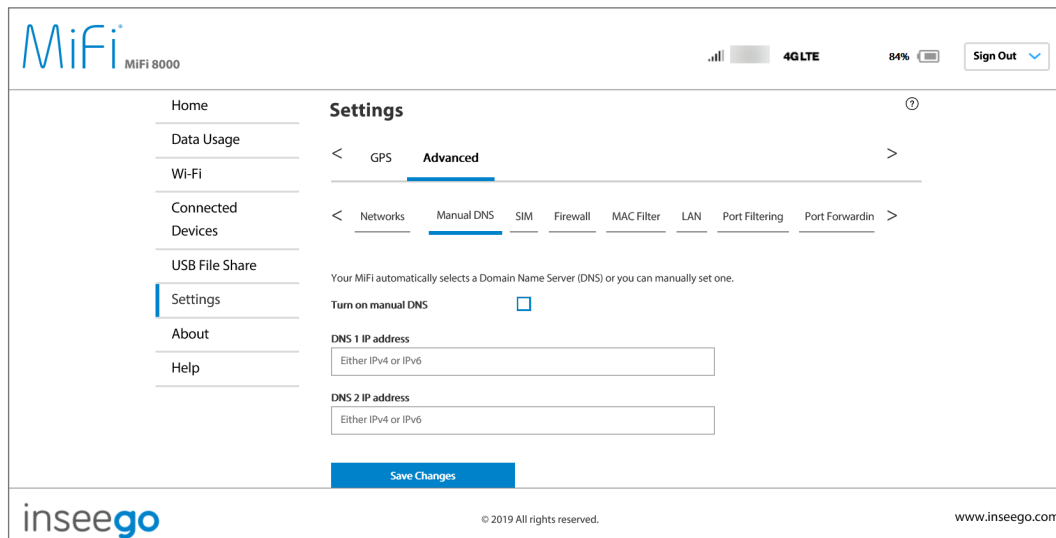 MiFi
MiFi 8000
4G LTE
84%
Sign Out
Home
Data Usage
Wi-Fi
Connected
Devices
USB File Share
Settings
About
Help
Settings
?
< GPS Advanced >
< Networks Manual DNS SIM Firewall MAC Filter LAN Port Filtering Port Forwardin >
Your MiFi automatically selects a Domain Name Server (DNS) or you can manually set one.
Turn on manual DNS
DNS 1 IP address
Either IPv4 or IPv6
DNS 2 IP address
Either IPv4 or IPv6
Save Changes
inseego
© 2019 All rights reserved.
www.inseego.com